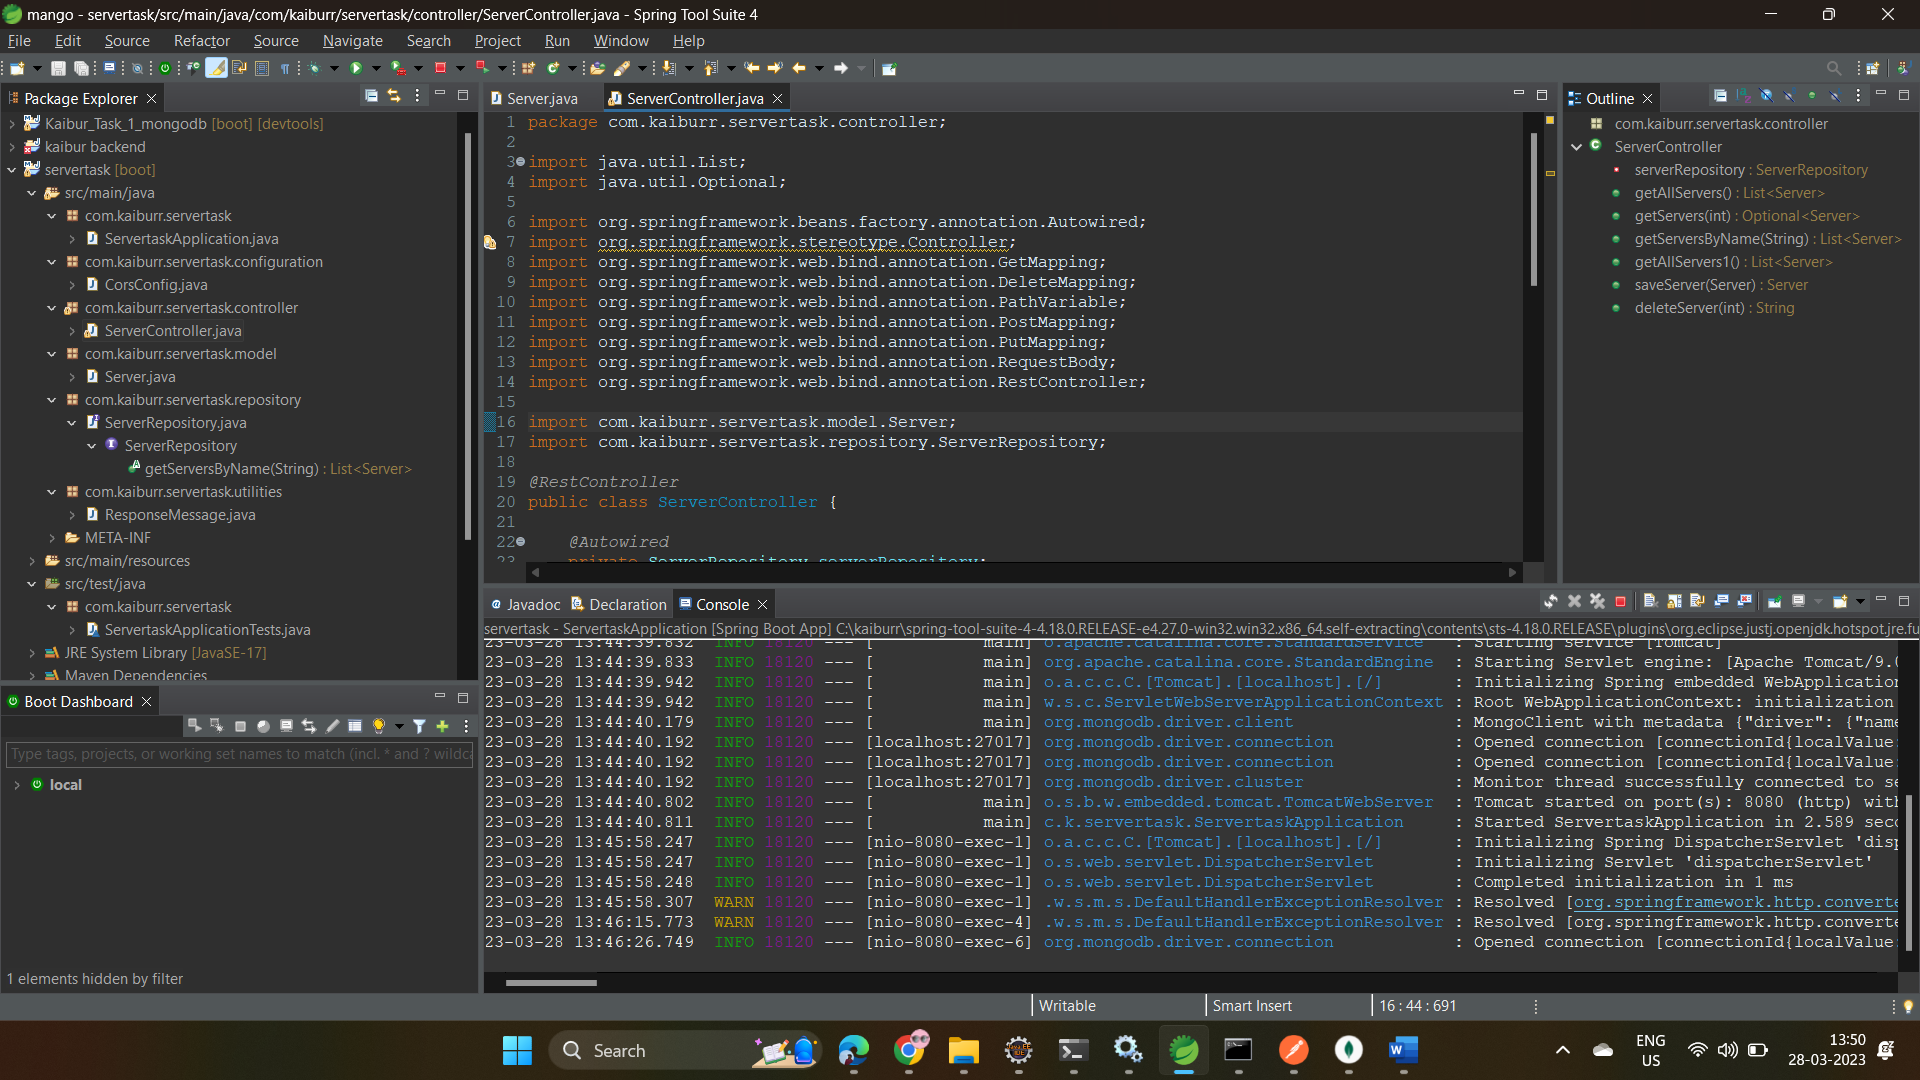 mango - servertask/src/main/java/com/kaiburr/servertask/controller/ServerController.java - Spring Tool Suite 4
File Edit Source Refactor Source Navigate Search Project Run Window Help
Package Explorer
Kaibur_Task_1_mongodb [boot] [devtools]
kaibur backend
servertask [boot]
src/main/java
com.kaiburr.servertask
ServertaskApplication.java
com.kaiburr.servertask.configuration
CorsConfig.java
com.kaiburr.servertask.controller
ServerController.java
com.kaiburr.servertask.model
Server.java
com.kaiburr.servertask.repository
ServerRepository.java
ServerRepository
getServersByName(String) : List<Server>
com.kaiburr.servertask.utilities
ResponseMessage.java
META-INF
src/main/resources
src/test/java
com.kaiburr.servertask
ServertaskApplicationTests.java
JRE System Library [JavaSE-17]
Maven Dependencies
Boot Dashboard
Type tags, projects, or working set names to match (incl. * and ? wildca
local
1 elements hidden by filter
Server.java ServerController.java
1 package com.kaiburr.servertask.controller;
2
3 import java.util.List;
4 import java.util.Optional;
5
6 import org.springframework.beans.factory.annotation.Autowired;
7 import org.springframework.stereotype.Controller;
8 import org.springframework.web.bind.annotation.GetMapping;
9 import org.springframework.web.bind.annotation.DeleteMapping;
10 import org.springframework.web.bind.annotation.PathVariable;
11 import org.springframework.web.bind.annotation.PostMapping;
12 import org.springframework.web.bind.annotation.PutMapping;
13 import org.springframework.web.bind.annotation.RequestBody;
14 import org.springframework.web.bind.annotation.RestController;
15
16 import com.kaiburr.servertask.model.Server;
17 import com.kaiburr.servertask.repository.ServerRepository;
18
19 @RestController
20 public class ServerController {
21
22 @Autowired
23 private ServerRepository serverRepository;
Outline
com.kaiburr.servertask.controller
ServerController
serverRepository : ServerRepository
getAllServers() : List<Server>
getServers(int) : Optional<Server>
getServersByName(String) : List<Server>
getAllServers1() : List<Server>
saveServer(Server) : Server
deleteServer(int) : String
Javadoc Declaration Console
servertask - ServertaskApplication [Spring Boot App] C:\kaiburr\spring-tool-suite-4-4.18.0.RELEASE-e4.27.0-win32.win32.x86_64.self-extracting\contents\sts-4.18.0.RELEASE\plugins\org.eclipse.justj.openjdk.hotspot.jre.fu
23-03-28 13:44:39.832 INFO 18120 --- [ main] o.apache.catalina.core.StandardService : Starting service [Tomcat]
23-03-28 13:44:39.833 INFO 18120 --- [ main] org.apache.catalina.core.StandardEngine : Starting Servlet engine: [Apache Tomcat/9.0
23-03-28 13:44:39.942 INFO 18120 --- [ main] o.a.c.c.C.[Tomcat].[localhost].[/] : Initializing Spring embedded WebApplication
23-03-28 13:44:39.942 INFO 18120 --- [ main] w.s.c.ServletWebServerApplicationContext : Root WebApplicationContext: initialization
23-03-28 13:44:40.179 INFO 18120 --- [ main] org.mongodb.driver.client : MongoClient with metadata {"driver": {"name
23-03-28 13:44:40.192 INFO 18120 --- [localhost:27017] org.mongodb.driver.connection : Opened connection [connectionId{localValue:
23-03-28 13:44:40.192 INFO 18120 --- [localhost:27017] org.mongodb.driver.connection : Opened connection [connectionId{localValue:
23-03-28 13:44:40.192 INFO 18120 --- [localhost:27017] org.mongodb.driver.cluster : Monitor thread successfully connected to se
23-03-28 13:44:40.802 INFO 18120 --- [ main] o.s.b.w.embedded.tomcat.TomcatWebServer : Tomcat started on port(s): 8080 (http) with
23-03-28 13:44:40.811 INFO 18120 --- [ main] c.k.servertask.ServertaskApplication : Started ServertaskApplication in 2.589 seco
23-03-28 13:45:58.247 INFO 18120 --- [nio-8080-exec-1] o.a.c.c.C.[Tomcat].[localhost].[/] : Initializing Spring DispatcherServlet 'disp
23-03-28 13:45:58.247 INFO 18120 --- [nio-8080-exec-1] o.s.web.servlet.DispatcherServlet : Initializing Servlet 'dispatcherServlet'
23-03-28 13:45:58.248 INFO 18120 --- [nio-8080-exec-1] o.s.web.servlet.DispatcherServlet : Completed initialization in 1 ms
23-03-28 13:45:58.307 WARN 18120 --- [nio-8080-exec-1] .w.s.m.s.DefaultHandlerExceptionResolver : Resolved [org.springframework.http.converte
23-03-28 13:46:15.773 WARN 18120 --- [nio-8080-exec-4] .w.s.m.s.DefaultHandlerExceptionResolver : Resolved [org.springframework.http.converte
23-03-28 13:46:26.749 INFO 18120 --- [nio-8080-exec-6] org.mongodb.driver.connection : Opened connection [connectionId{localValue:
Writable Smart Insert 16 : 44 : 691
Search
ENG
US
13:50
28-03-2023